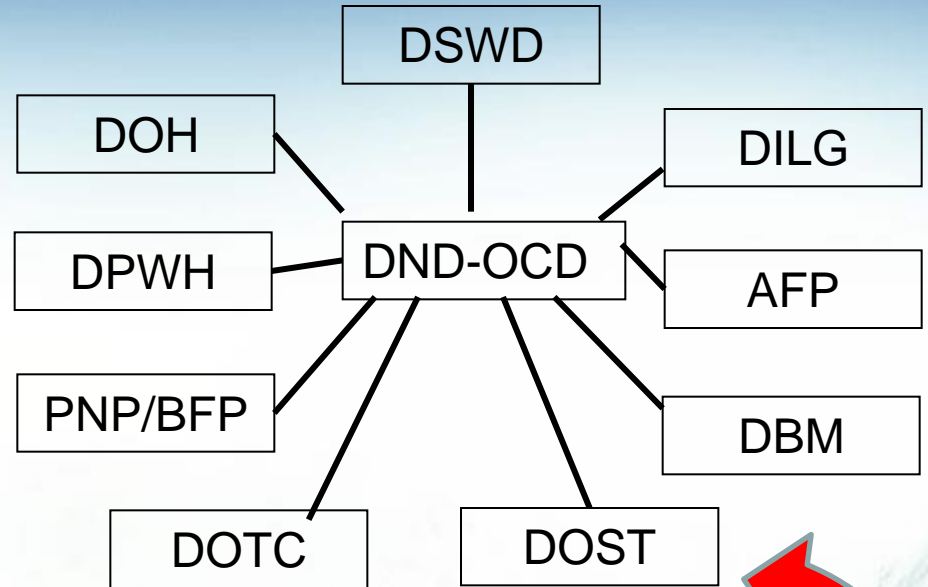 DSWD
DOH
DILG
DPWH
DND-OCD
AFP
PNP/BFP
DBM
DOTC
DOST